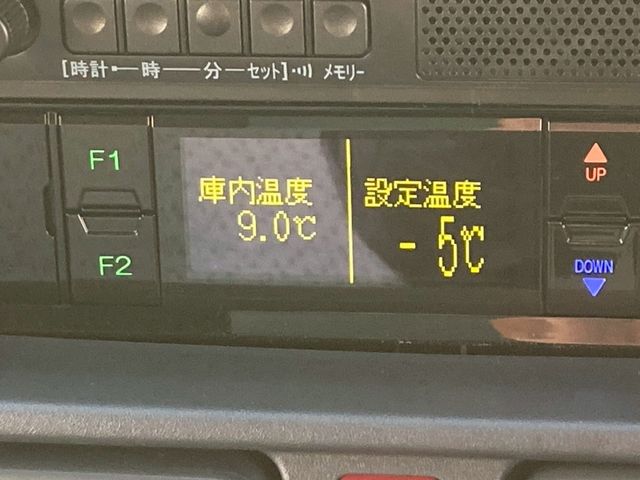 [時計 時 分 セット] メモリー
F1
F2
庫内温度
9.0℃
設定温度
- 5℃
UP
DOWN